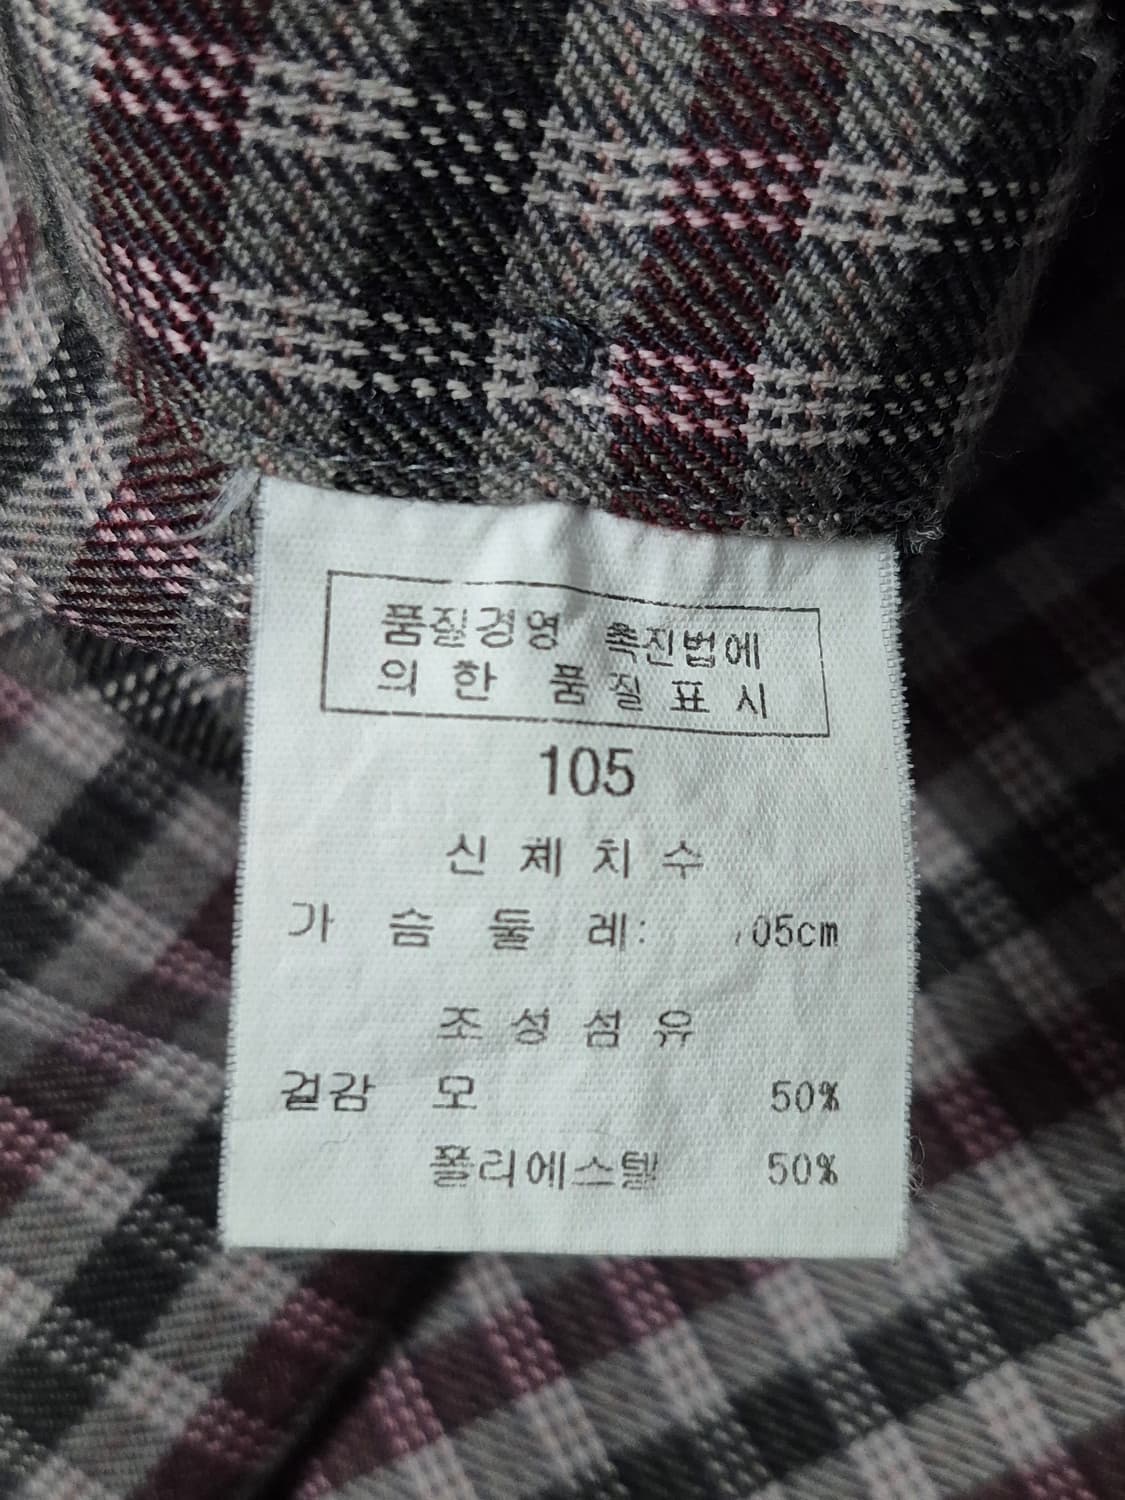 품질경영 촉진법에
의 한 품 질 표 시
105
신 체 치 수
가 슴 둘 레: 105cm
조 성 섬 유
겉감 모 50%
폴리에스텔 50%